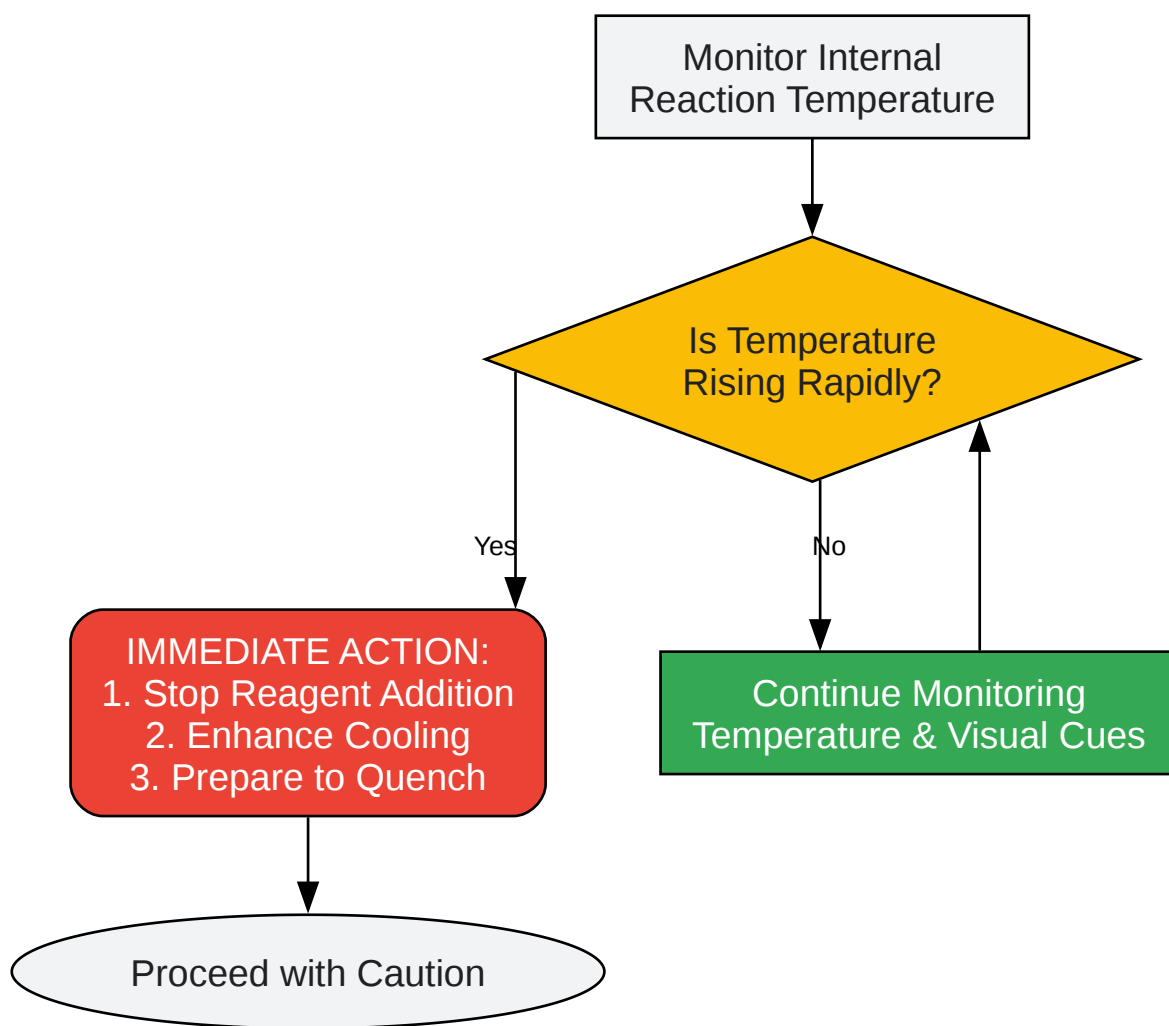 Monitor Internal
Reaction Temperature
Is Temperature
Rising Rapidly?
Yes
No
IMMEDIATE ACTION:
1. Stop Reagent Addition
2. Enhance Cooling
3. Prepare to Quench
Continue Monitoring
Temperature & Visual Cues
Proceed with Caution